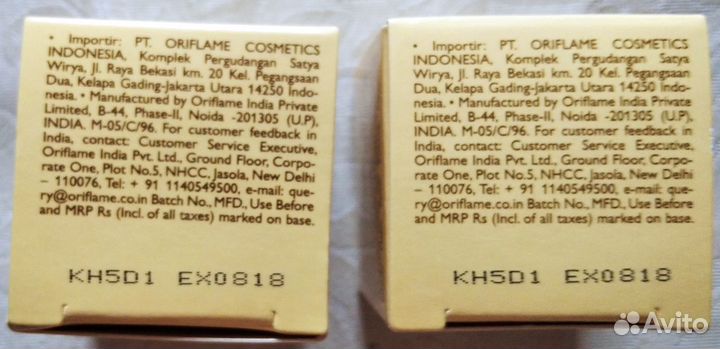 • Importir: PT. ORIFLAME COSMETICS
INDONESIA, Komplek Pergudangan Satya
Wirya, Jl. Raya Bekasi km. 20 Kel. Pegangsaan
Dua, Kelapa Gading-Jakarta Utara 14250 Indo-
nesia. • Manufactured by Oriflame India Private
Limited, B-44, Phase-II, Noida -201305 (U.P),
INDIA. M-05/C/96. For customer feedback in
India, contact: Customer Service Executive,
Oriflame India Pvt. Ltd., Ground Floor, Corpo-
rate One, Plot No.5, NHCC, Jasola, New Delhi
– 110076, Tel: + 91 1140549500, e-mail: que-
ry@oriflame.co.in Batch No., MFD., Use Before
and MRP Rs (Incl. of all taxes) marked on base.
KH5D1 EX0818
• Importir: PT. ORIFLAME COSMETICS
INDONESIA, Komplek Pergudangan Satya
Wirya, Jl. Raya Bekasi km. 20 Kel. Pegangsaan
Dua, Kelapa Gading-Jakarta Utara 14250 Indo-
nesia. • Manufactured by Oriflame India Private
Limited, B-44, Phase-II, Noida -201305 (U.P),
INDIA. M-05/C/96. For customer feedback in
India, contact: Customer Service Executive,
Oriflame India Pvt. Ltd., Ground Floor, Corpo-
rate One, Plot No.5, NHCC, Jasola, New Delhi
– 110076, Tel: + 91 1140549500, e-mail: que-
ry@oriflame.co.in Batch No., MFD., Use Before
and MRP Rs (Incl. of all taxes) marked on base.
KH5D1 EX0818
Avito